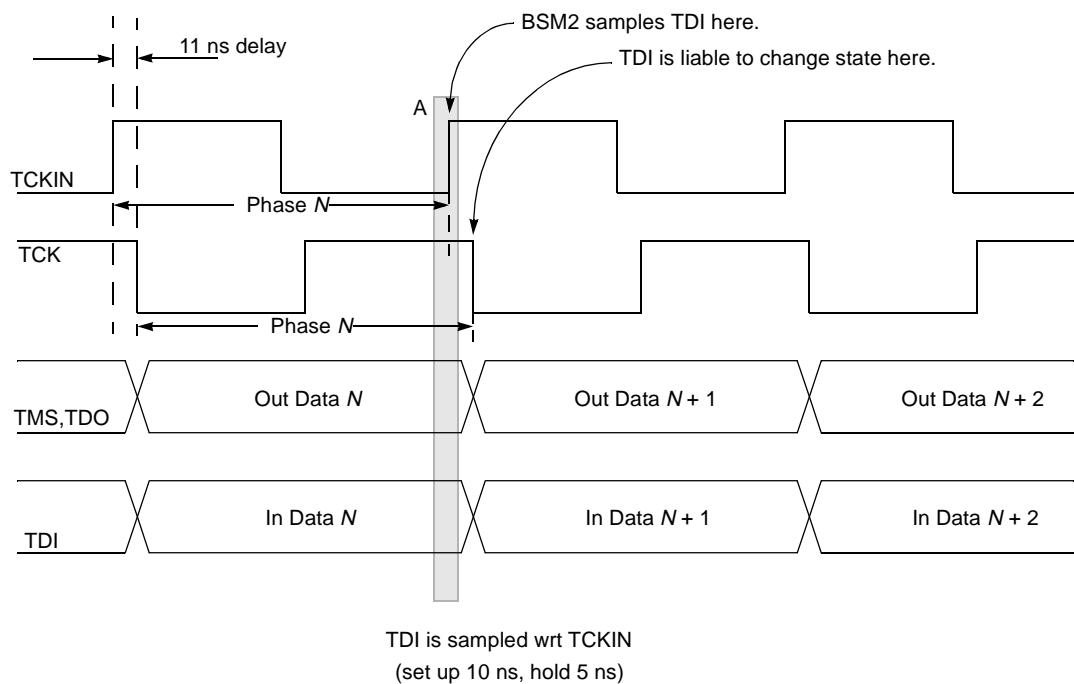 BSM2 samples TDI here.
11 ns delay
TDI is liable to change state here.
A
TCKIN
Phase N
TCK
Phase N
TMS,TDO
Out Data N
Out Data N + 1
Out Data N + 2
TDI
In Data N
In Data N + 1
In Data N + 2
TDI is sampled wrt TCKIN
(set up 10 ns, hold 5 ns)